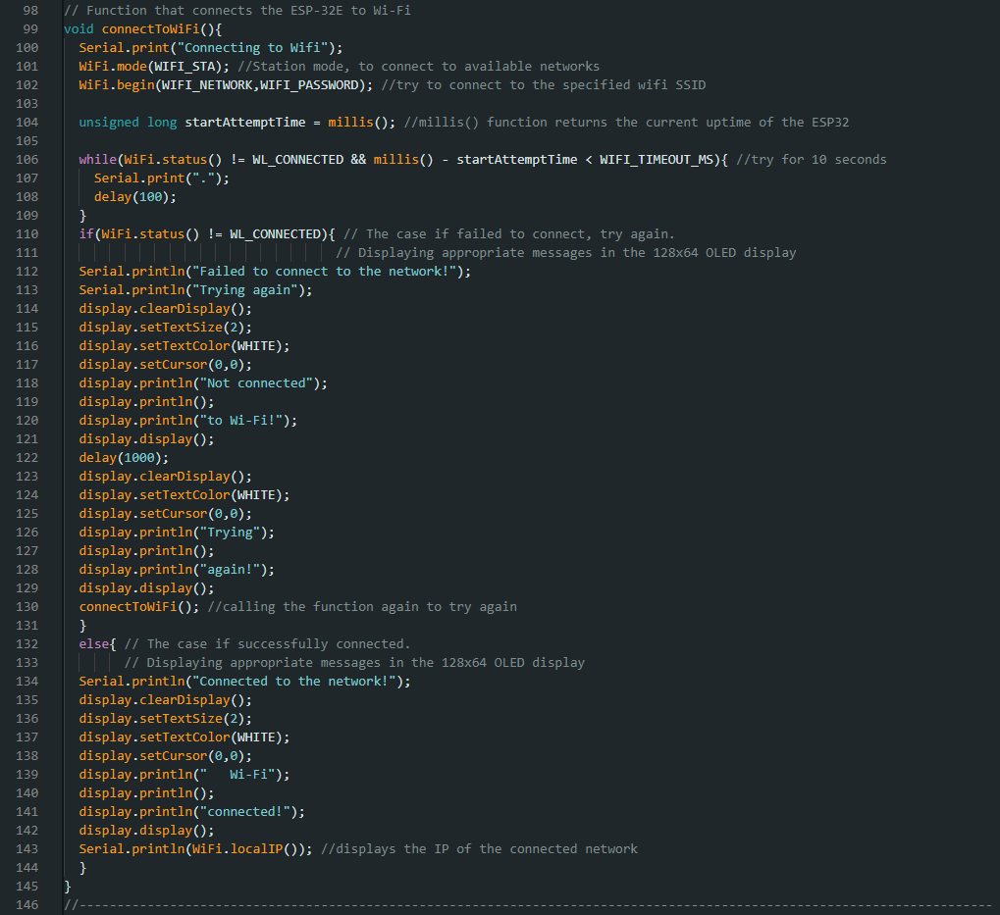 98 // Function that connects the ESP-32E to Wi-Fi
99 void connectToWiFi(){
100   Serial.print("Connecting to Wifi");
101   WiFi.mode(WIFI_STA); //Station mode, to connect to available networks
102   WiFi.begin(WIFI_NETWORK,WIFI_PASSWORD); //try to connect to the specified wifi SSID
103
104   unsigned long startAttemptTime = millis(); //millis() function returns the current uptime of the ESP32
105
106   while(WiFi.status() != WL_CONNECTED && millis() - startAttemptTime < WIFI_TIMEOUT_MS){ //try for 10 seconds
107     Serial.print(".");
108     delay(100);
109   }
110   if(WiFi.status() != WL_CONNECTED){ // The case if failed to connect, try again.
111                                     // Displaying appropriate messages in the 128x64 OLED display
112   Serial.println("Failed to connect to the network!");
113   Serial.println("Trying again");
114   display.clearDisplay();
115   display.setTextSize(2);
116   display.setTextColor(WHITE);
117   display.setCursor(0,0);
118   display.println("Not connected");
119   display.println();
120   display.println("to Wi-Fi!");
121   display.display();
122   delay(1000);
123   display.clearDisplay();
124   display.setTextColor(WHITE);
125   display.setCursor(0,0);
126   display.println("Trying");
127   display.println();
128   display.println("again!");
129   display.display();
130   connectToWiFi(); //calling the function again to try again
131   }
132   else{ // The case if successfully connected.
133         // Displaying appropriate messages in the 128x64 OLED display
134   Serial.println("Connected to the network!");
135   display.clearDisplay();
136   display.setTextSize(2);
137   display.setTextColor(WHITE);
138   display.setCursor(0,0);
139   display.println("   Wi-Fi");
140   display.println();
141   display.println("connected!");
142   display.display();
143   Serial.println(WiFi.localIP()); //displays the IP of the connected network
144   }
145 }
146 //-------------------------------------------------------------------------------------------------------------------------